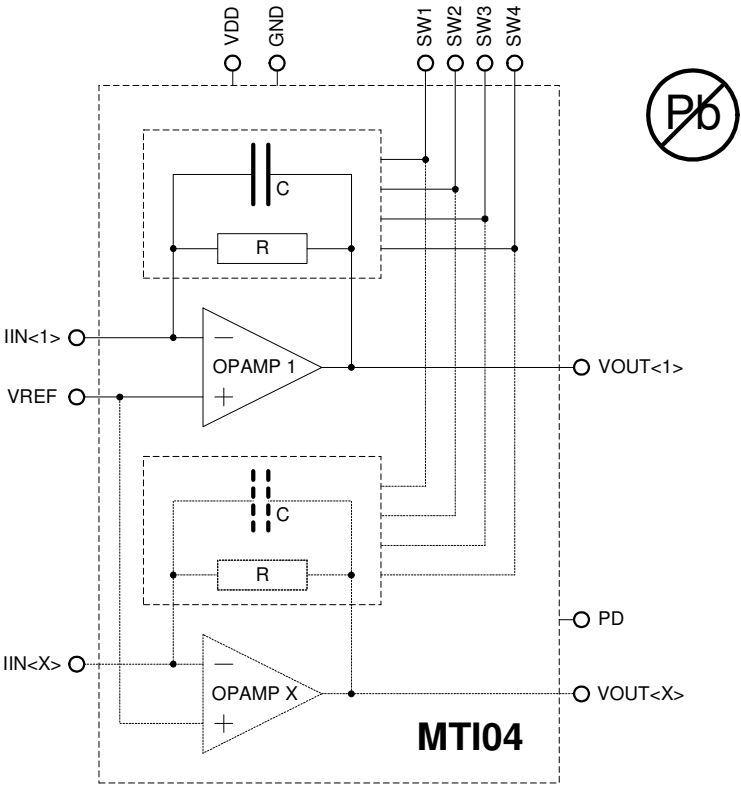 VDD
GND
SW1
SW2
SW3
SW4
Pb
C
R
IIN<1>
OPAMP 1
VOUT<1>
VREF
C
R
PD
IIN<X>
OPAMP X
VOUT<X>
MTI04